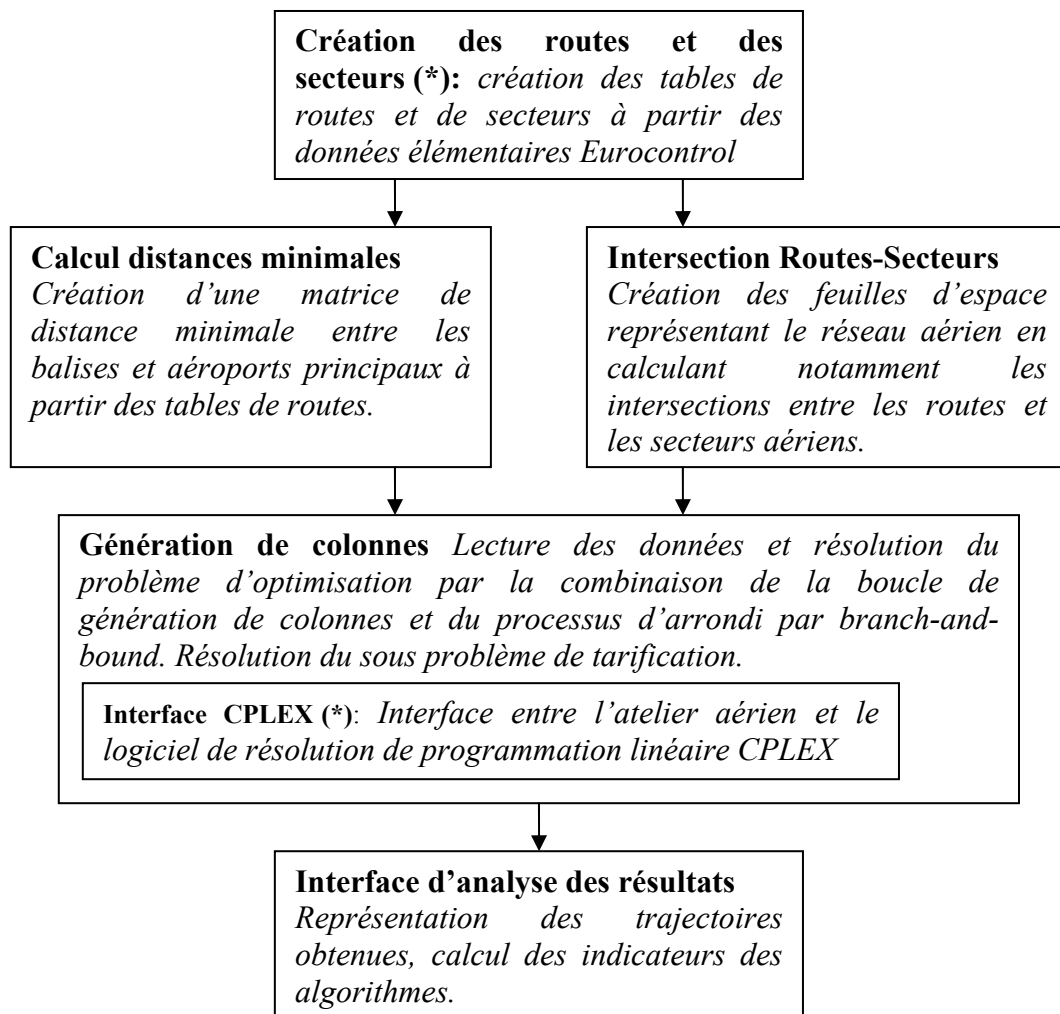 Création des routes et des
secteurs (*): création des tables de
routes et de secteurs à partir des
données élémentaires Eurocontrol
Calcul distances minimales
Création d’une matrice de
distance minimale entre les
balises et aéroports principaux à
partir des tables de routes.
Intersection Routes-Secteurs
Création des feuilles d’espace
représentant le réseau aérien en
calculant notamment les
intersections entre les routes et
les secteurs aériens.
Génération de colonnes Lecture des données et résolution du
problème d’optimisation par la combinaison de la boucle de
génération de colonnes et du processus d’arrondi par branch-and-
bound. Résolution du sous problème de tarification.
Interface CPLEX (*): Interface entre l’atelier aérien et le
logiciel de résolution de programmation linéaire CPLEX
Interface d’analyse des résultats
Représentation des trajectoires
obtenues, calcul des indicateurs des
algorithmes.